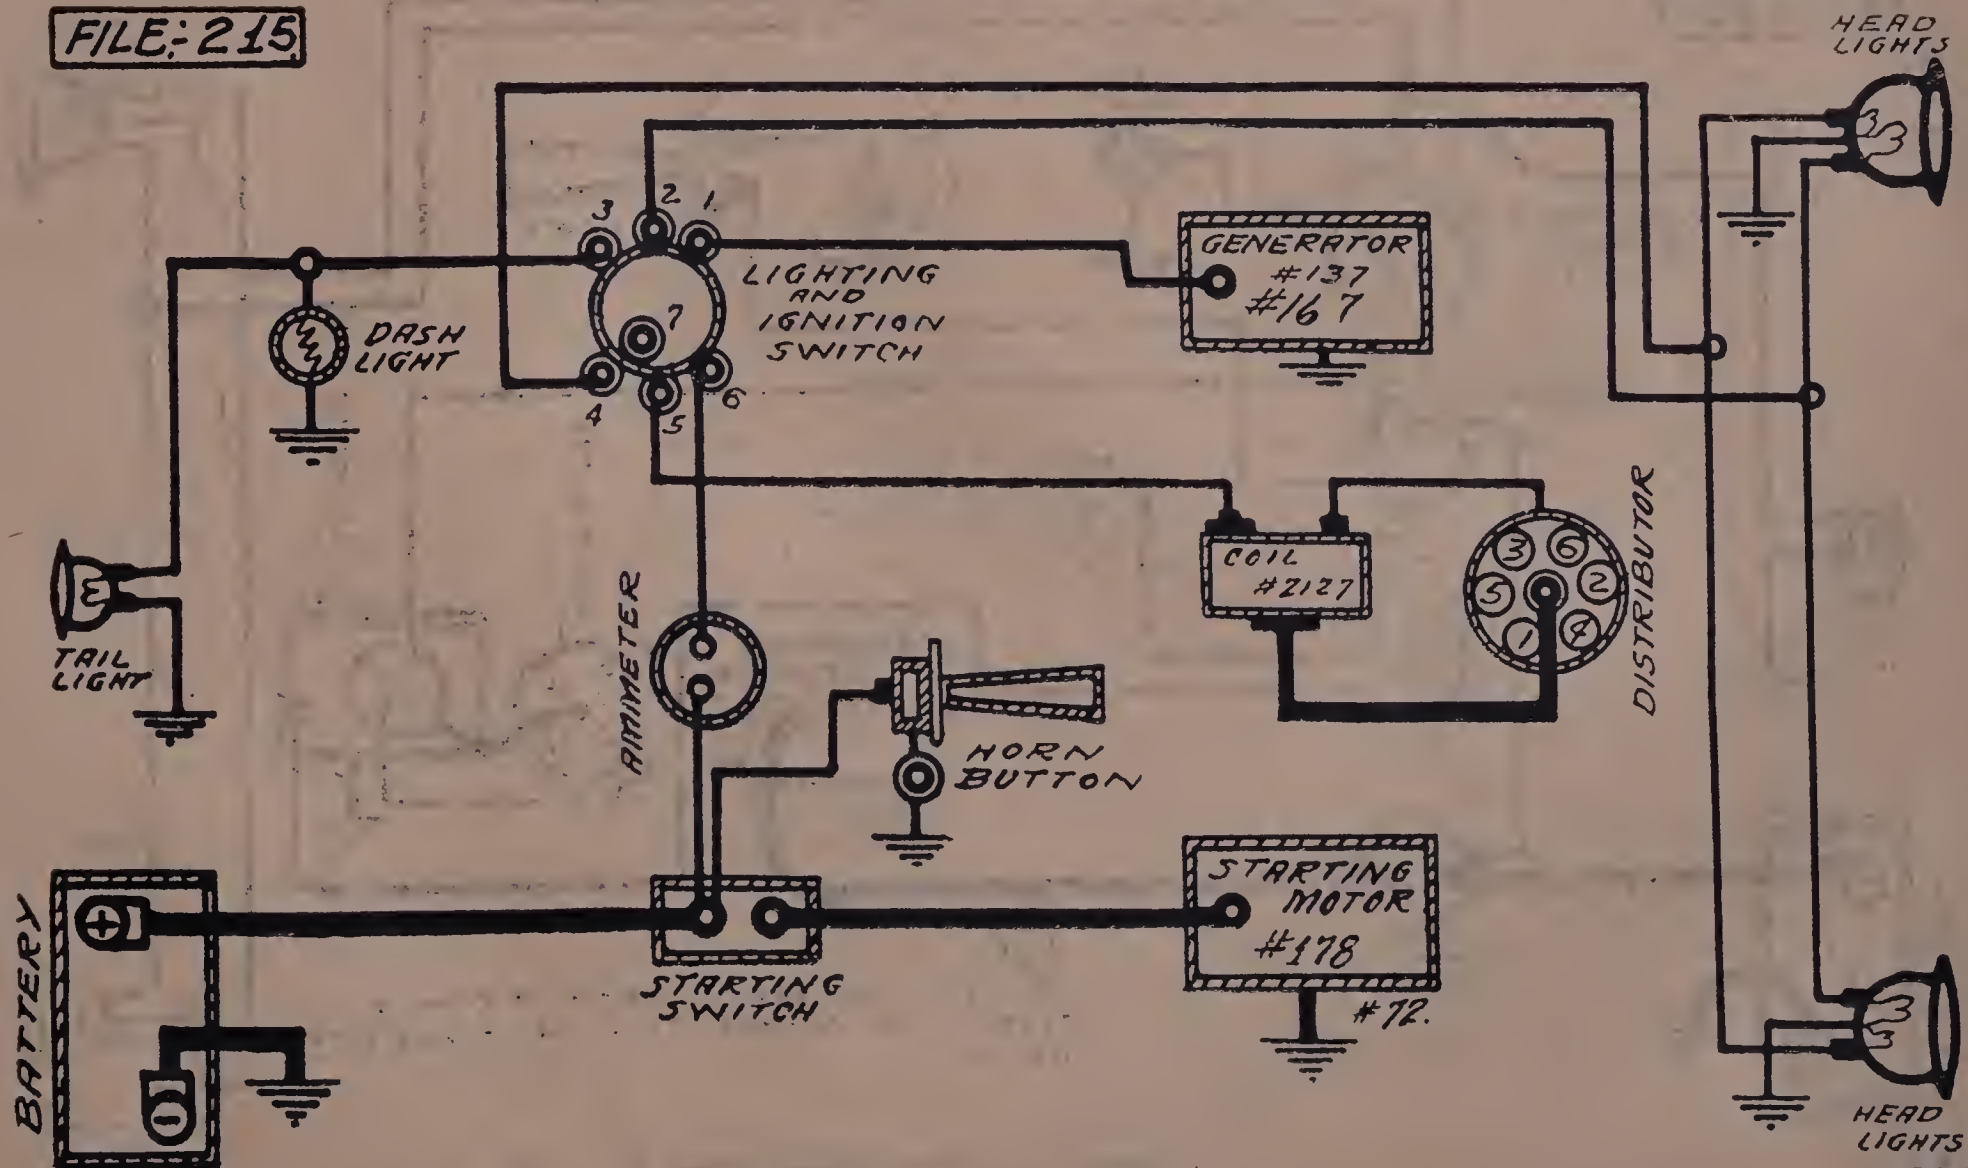 FILE:- 215
HEAD
LIGHTS
3
2
1.
LIGHTING
AND
IGNITION
SWITCH
7
4
5
6
GENERATOR
#137
#167
DASH
LIGHT
COIL
#2127
3
6
5
2
1
4
DISTRIBUTOR
TAIL
LIGHT
AMMETER
HORN
BUTTON
BATTERY
+
-
STARTING
SWITCH
STARTING
MOTOR
#178
#72.
HEAD
LIGHTS